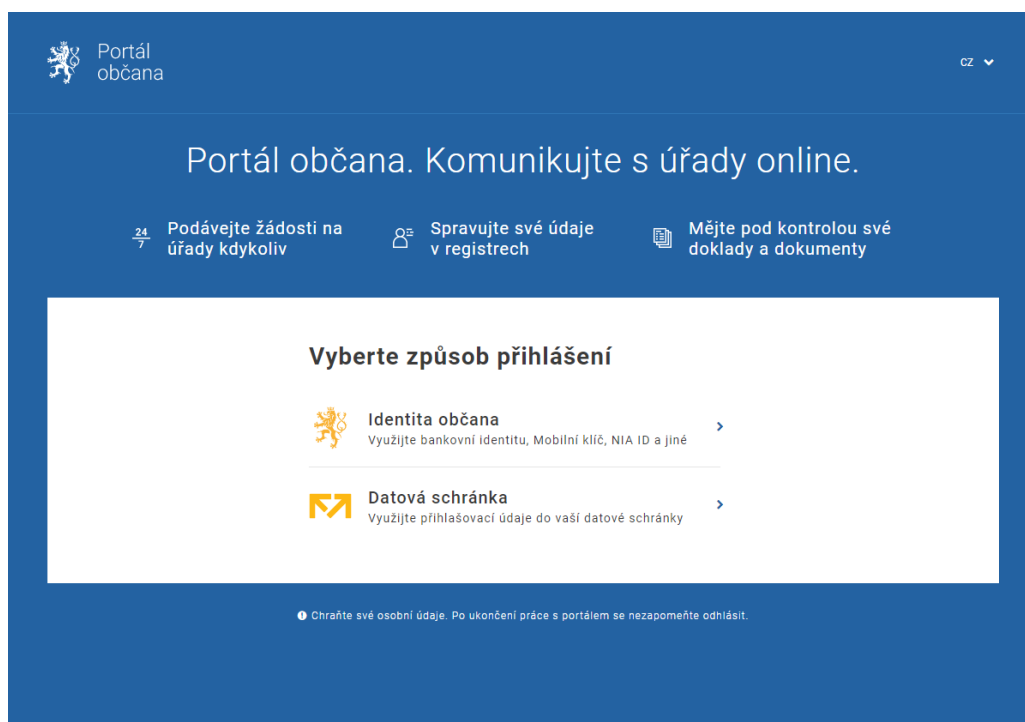 Portál
občana
CZ
Portál občana. Komunikujte s úřady online.
24
7
Podávejte žádosti na
úřady kdykoliv
Spravujte své údaje
v registrech
Mějte pod kontrolou své
doklady a dokumenty
Vyberte způsob přihlášení
Identita občana
Využijte bankovní identitu, Mobilní klíč, NIA ID a jiné
Datová schránka
Využijte přihlašovací údaje do vaší datové schránky
Chraňte své osobní údaje. Po ukončení práce s portálem se nezapomeňte odhlásit.